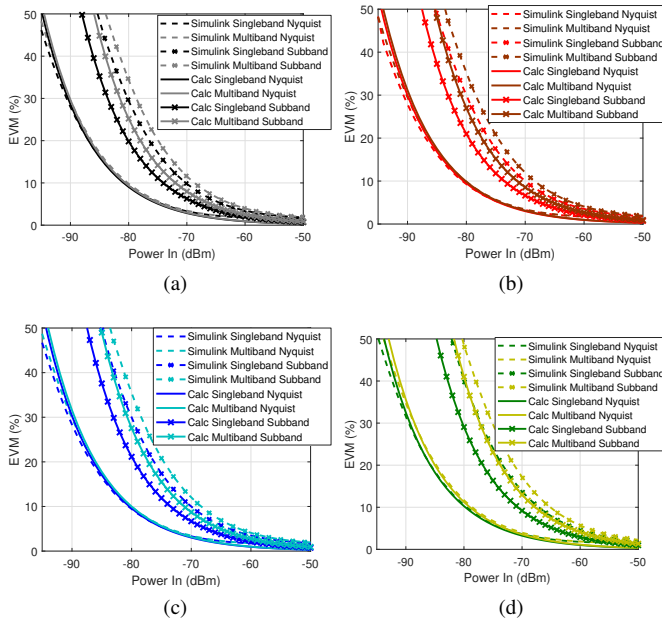 50
40
30
20
10
0
EVM (%)
-90
-80
-70
-60
-50
Power In (dBm)
Simulink Singleband Nyquist
Simulink Multiband Nyquist
Simulink Singleband Subband
Simulink Multiband Subband
Calc Singleband Nyquist
Calc Multiband Nyquist
Calc Singleband Subband
Calc Multiband Subband
(a)
50
40
30
20
10
0
EVM (%)
-90
-80
-70
-60
-50
Power In (dBm)
Simulink Singleband Nyquist
Simulink Multiband Nyquist
Simulink Singleband Subband
Simulink Multiband Subband
Calc Singleband Nyquist
Calc Multiband Nyquist
Calc Singleband Subband
Calc Multiband Subband
(b)
50
40
30
20
10
0
EVM (%)
-90
-80
-70
-60
-50
Power In (dBm)
Simulink Singleband Nyquist
Simulink Multiband Nyquist
Simulink Singleband Subband
Simulink Multiband Subband
Calc Singleband Nyquist
Calc Multiband Nyquist
Calc Singleband Subband
Calc Multiband Subband
(c)
50
40
30
20
10
0
EVM (%)
-90
-80
-70
-60
-50
Power In (dBm)
Simulink Singleband Nyquist
Simulink Multiband Nyquist
Simulink Singleband Subband
Simulink Multiband Subband
Calc Singleband Nyquist
Calc Multiband Nyquist
Calc Singleband Subband
Calc Multiband Subband
(d)